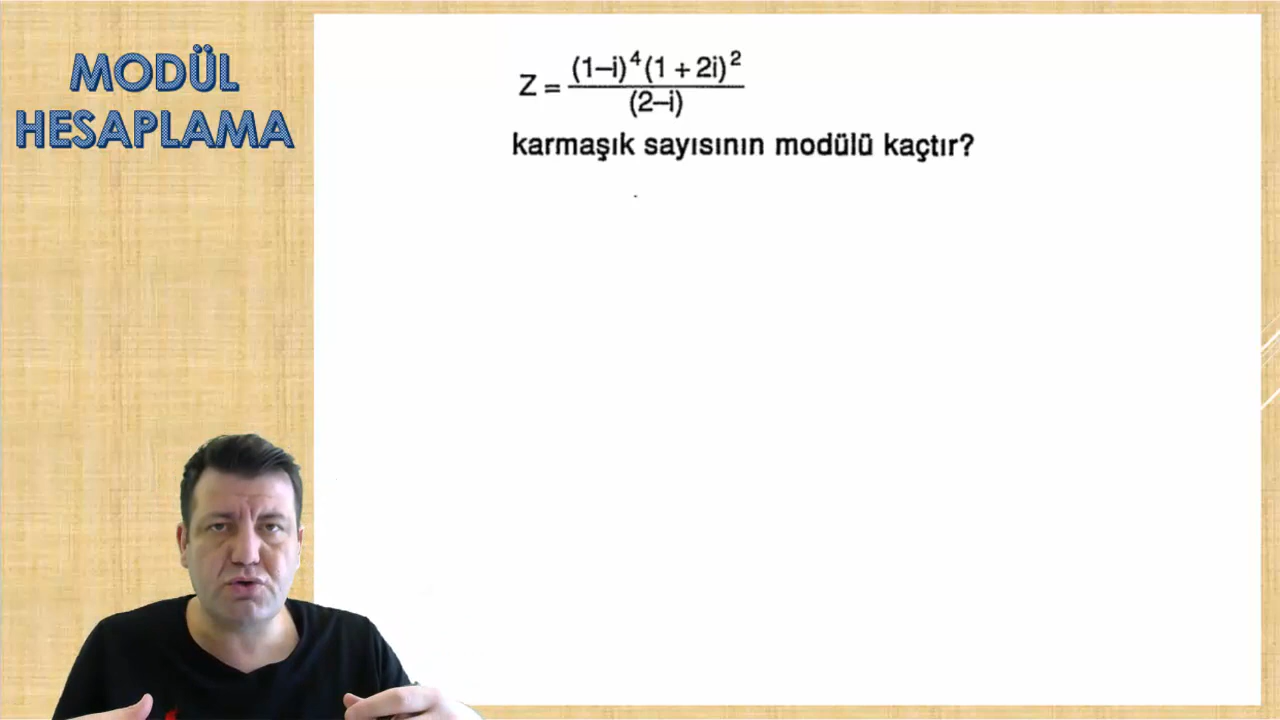 MODÜL
HESAPLAMA
Z = (1–i)⁴(1 + 2i)² / (2–i)
karmaşık sayısının modülü kaçtır?